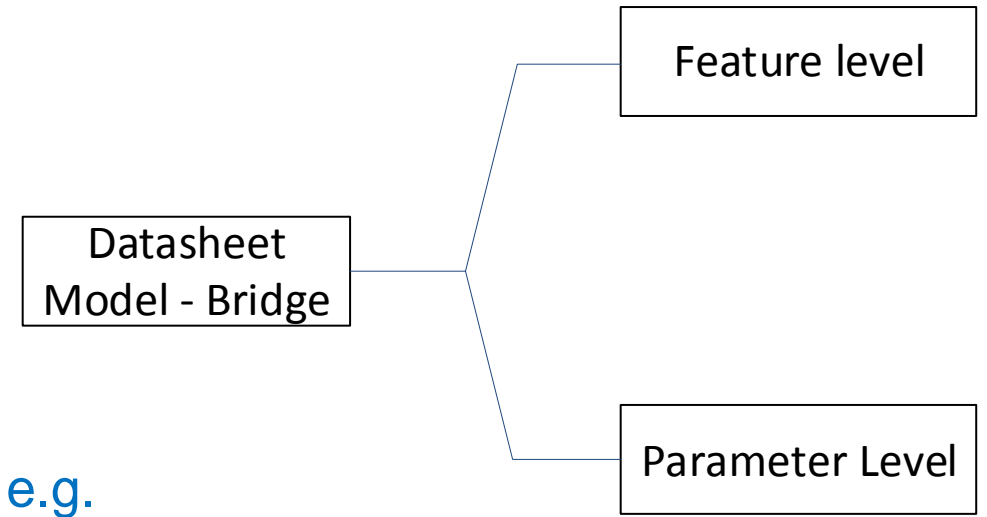 Feature level
Datasheet
Model - Bridge
Parameter Level
e.g.